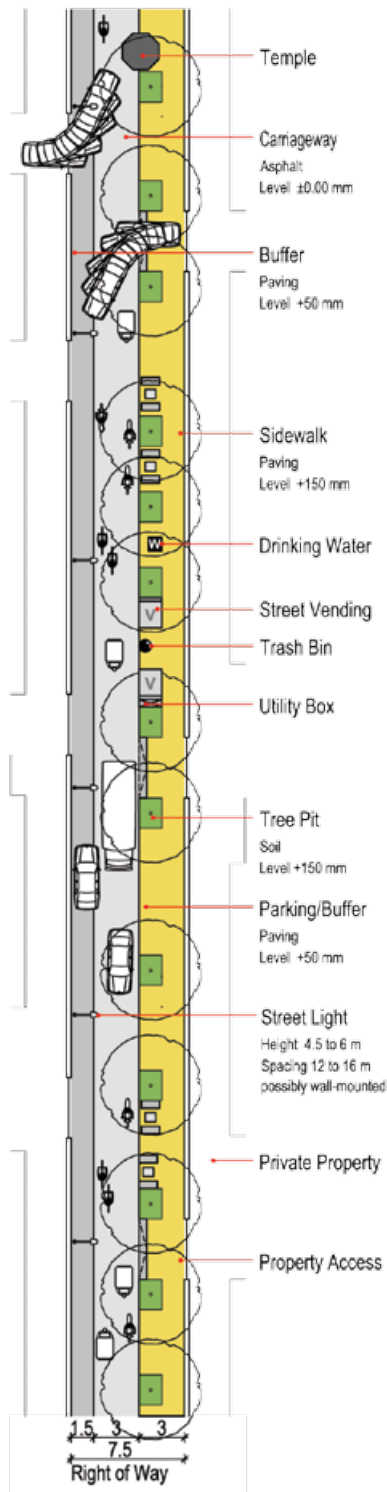 Temple
Carriageway
Asphalt
Level ±0.00 mm
Buffer
Paving
Level +50 mm
Sidewalk
Paving
Level +150 mm
W
Drinking Water
V
Street Vending
Trash Bin
V
Utility Box
Tree Pit
Soil
Level +150 mm
Parking/Buffer
Paving
Level +50 mm
Street Light
Height 4.5 to 6 m
Spacing 12 to 16 m
possibly wall-mounted
Private Property
Property Access
1.5 3 3
7.5
Right of Way